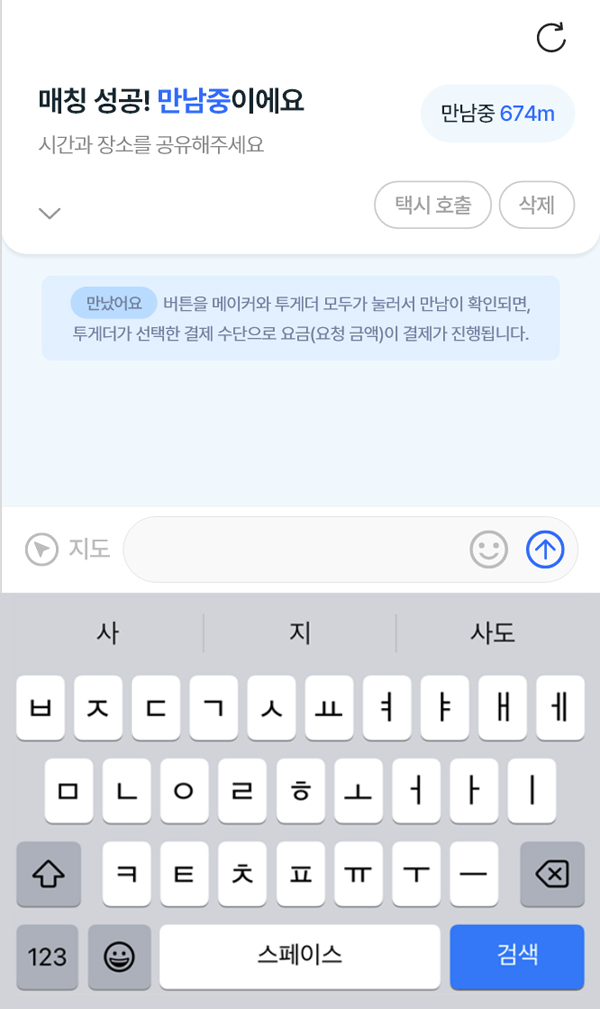 매칭 성공! 만남중이에요
만남중 674m
시간과 장소를 공유해주세요
택시 호출 삭제
만났어요 버튼을 메이커와 투게더 모두가 눌러서 만남이 확인되면,
투게더가 선택한 결제 수단으로 요금(요청 금액)이 결제가 진행됩니다.
지도
사 지 사도
ㅂ ㅈ ㄷ ㄱ ㅅ ㅛ ㅕ ㅑ ㅐ ㅔ
ㅁ ㄴ ㅇ ㄹ ㅎ ㅗ ㅓ ㅏ ㅣ
ㅋ ㅌ ㅊ ㅍ ㅠ ㅜ ㅡ
123 스페이스 검색